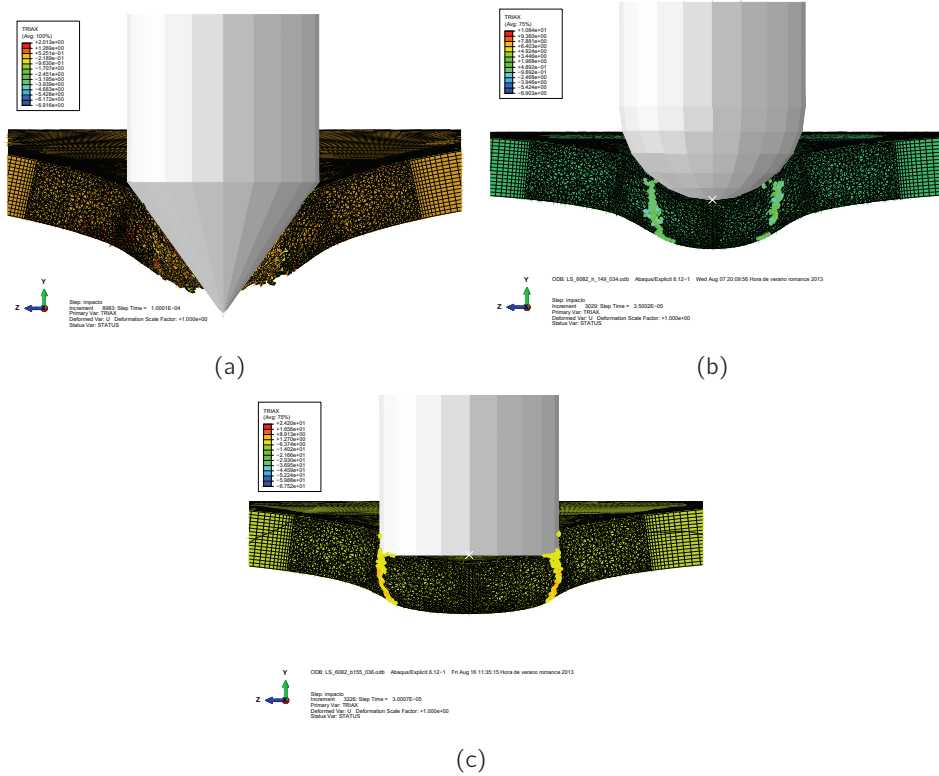 TRIAX
(Avg: 100%)
+2.013e+00
+1.269e+00
+5.251e-01
-2.189e-01
-9.630e-01
-1.707e+00
-2.451e+00
-3.195e+00
-3.939e+00
-4.683e+00
-5.428e+00
-6.172e+00
-6.916e+00
Y
Z
X
Step: impacto
Increment 8983: Step Time = 1.0001E-04
Primary Var: TRIAX
Deformed Var: U Deformation Scale Factor: +1.000e+00
Status Var: STATUS
(a)
TRIAX
(Avg: 75%)
+1.084e+01
+9.360e+00
+7.881e+00
+6.403e+00
+4.924e+00
+3.446e+00
+1.968e+00
+4.892e-01
-9.892e-01
-2.468e+00
-3.946e+00
-5.424e+00
-6.903e+00
ODB: LS_6082_h_149_034.odb Abaqus/Explicit 6.12-1 Wed Aug 07 20:09:56 Hora de verano romance 2013
Y
Z
X
Step: impacto
Increment 3029: Step Time = 3.5002E-05
Primary Var: TRIAX
Deformed Var: U Deformation Scale Factor: +1.000e+00
Status Var: STATUS
(b)
TRIAX
(Avg: 75%)
+2.420e+01
+1.656e+01
+8.913e+00
+1.270e+00
-6.374e+00
-1.402e+01
-2.166e+01
-2.930e+01
-3.695e+01
-4.459e+01
-5.224e+01
-5.988e+01
-6.752e+01
ODB: LS_6082_b155_036.odb Abaqus/Explicit 6.12-1 Fri Aug 16 11:35:15 Hora de verano romance 2013
Y
Z
X
Step: impacto
Increment 3226: Step Time = 3.0007E-05
Primary Var: TRIAX
Deformed Var: U Deformation Scale Factor: +1.000e+00
Status Var: STATUS
(c)